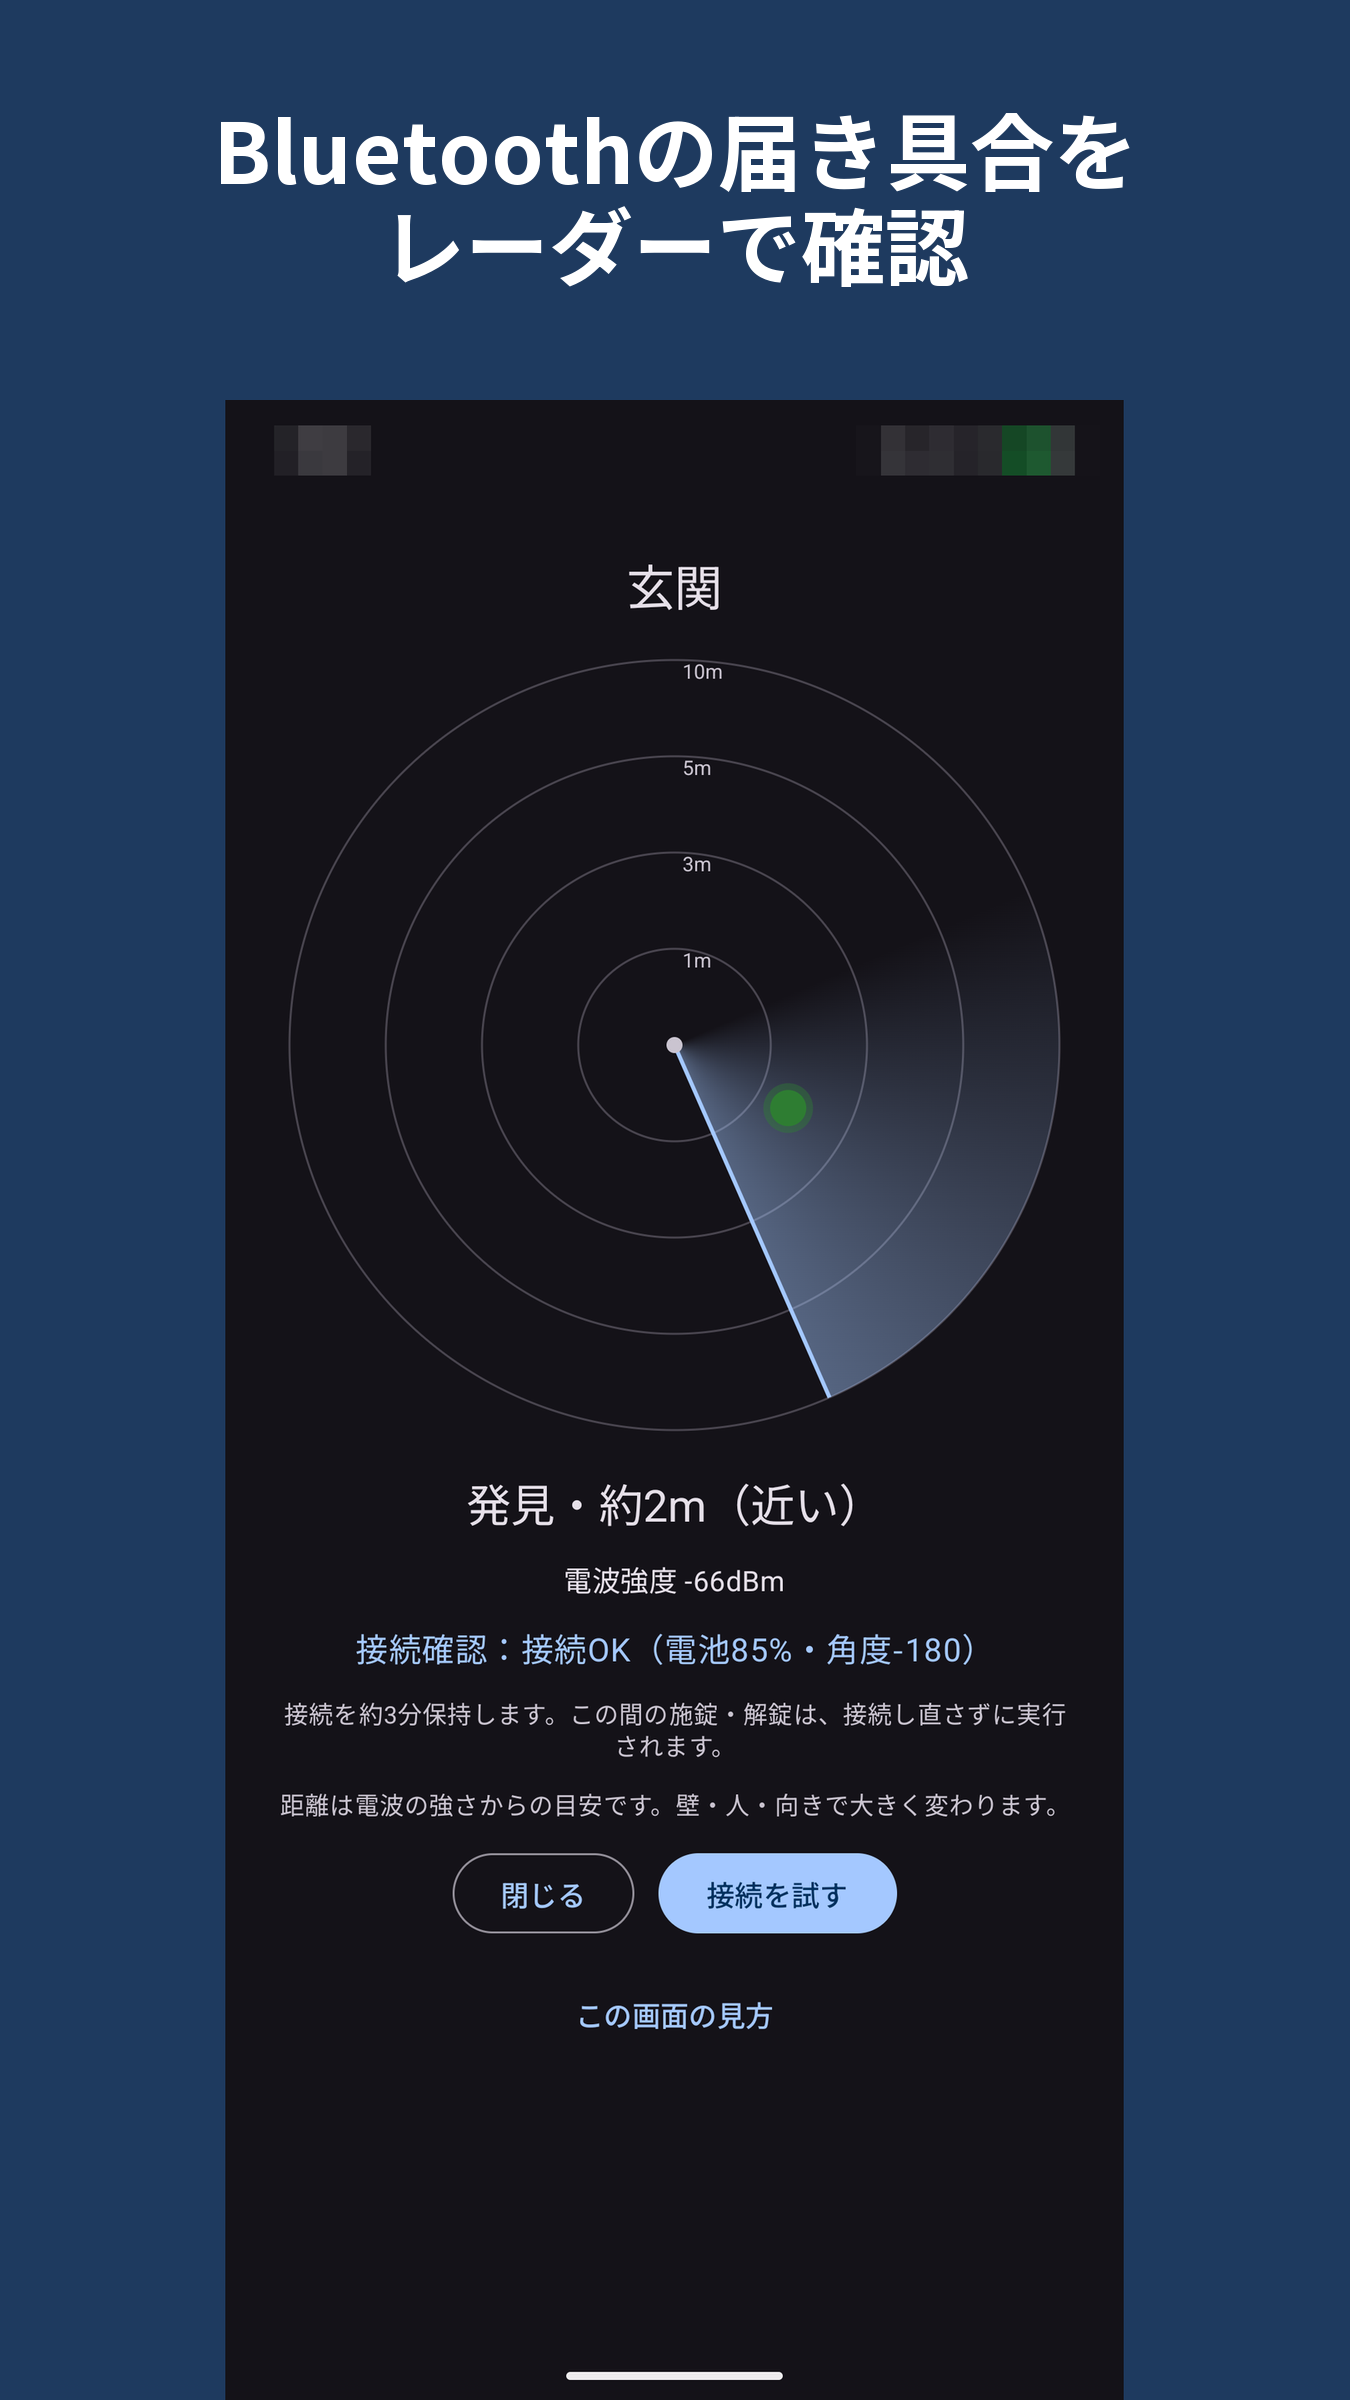 Bluetoothの届き具合を
レーダーで確認
玄関
10m
5m
3m
1m
発見・約2m（近い）
電波強度 -66dBm
接続確認：接続OK（電池85%・角度-180）
接続を約3分保持します。この間の施錠・解錠は、接続し直さずに実行
されます。
距離は電波の強さからの目安です。壁・人・向きで大きく変わります。
閉じる
接続を試す
この画面の見方